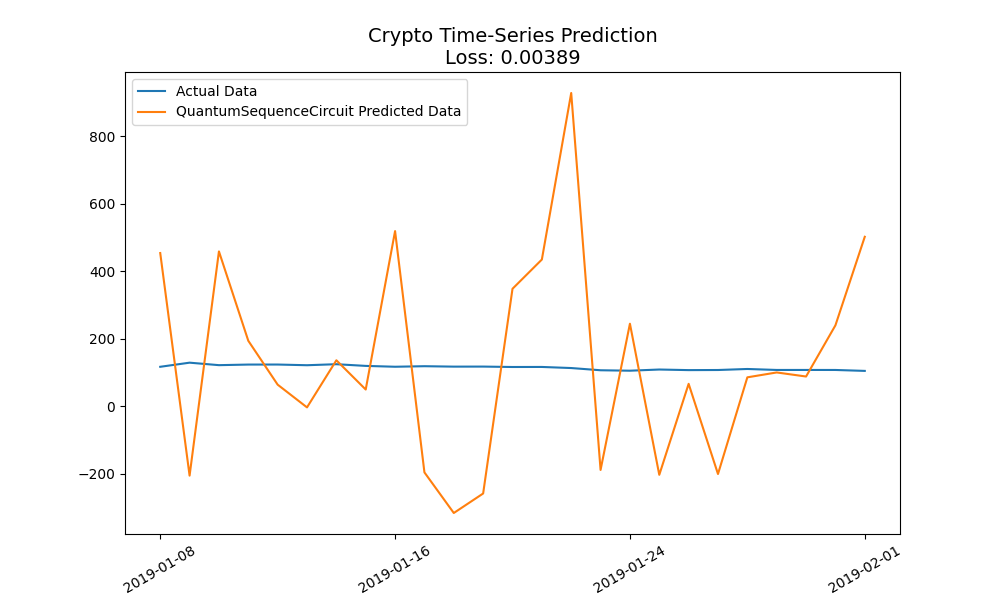 Crypto Time-Series Prediction
Loss: 0.00389
Actual Data
QuantumSequenceCircuit Predicted Data
800
600
400
200
0
−200
2019-01-08
2019-01-16
2019-01-24
2019-02-01